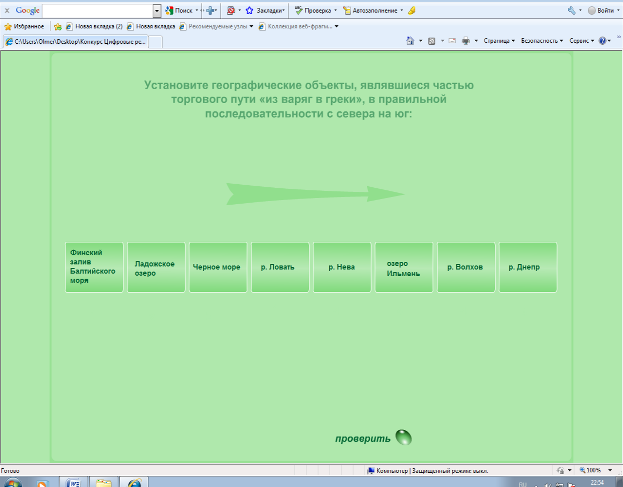 Google Поиск Закладки Проверка Автозаполнение Войти
Избранное Новая вкладка (2) Новая вкладка Рекомендуемые узлы Коллекция веб-фрагм...
C:\Users\Olmer\Desktop\Конкурс Цифровые ре... Страница Безопасность Сервис
Установите географические объекты, являвшиеся частью
торгового пути «из варяг в греки», в правильной
последовательности с севера на юг:
Финский
залив
Балтийского
моря
Ладожское
озеро
Черное море
р. Ловать
р. Нева
озеро
Ильмень
р. Волхов
р. Днепр
проверить
Готово Компьютер | Защищенный режим: выкл. 100%
22:54